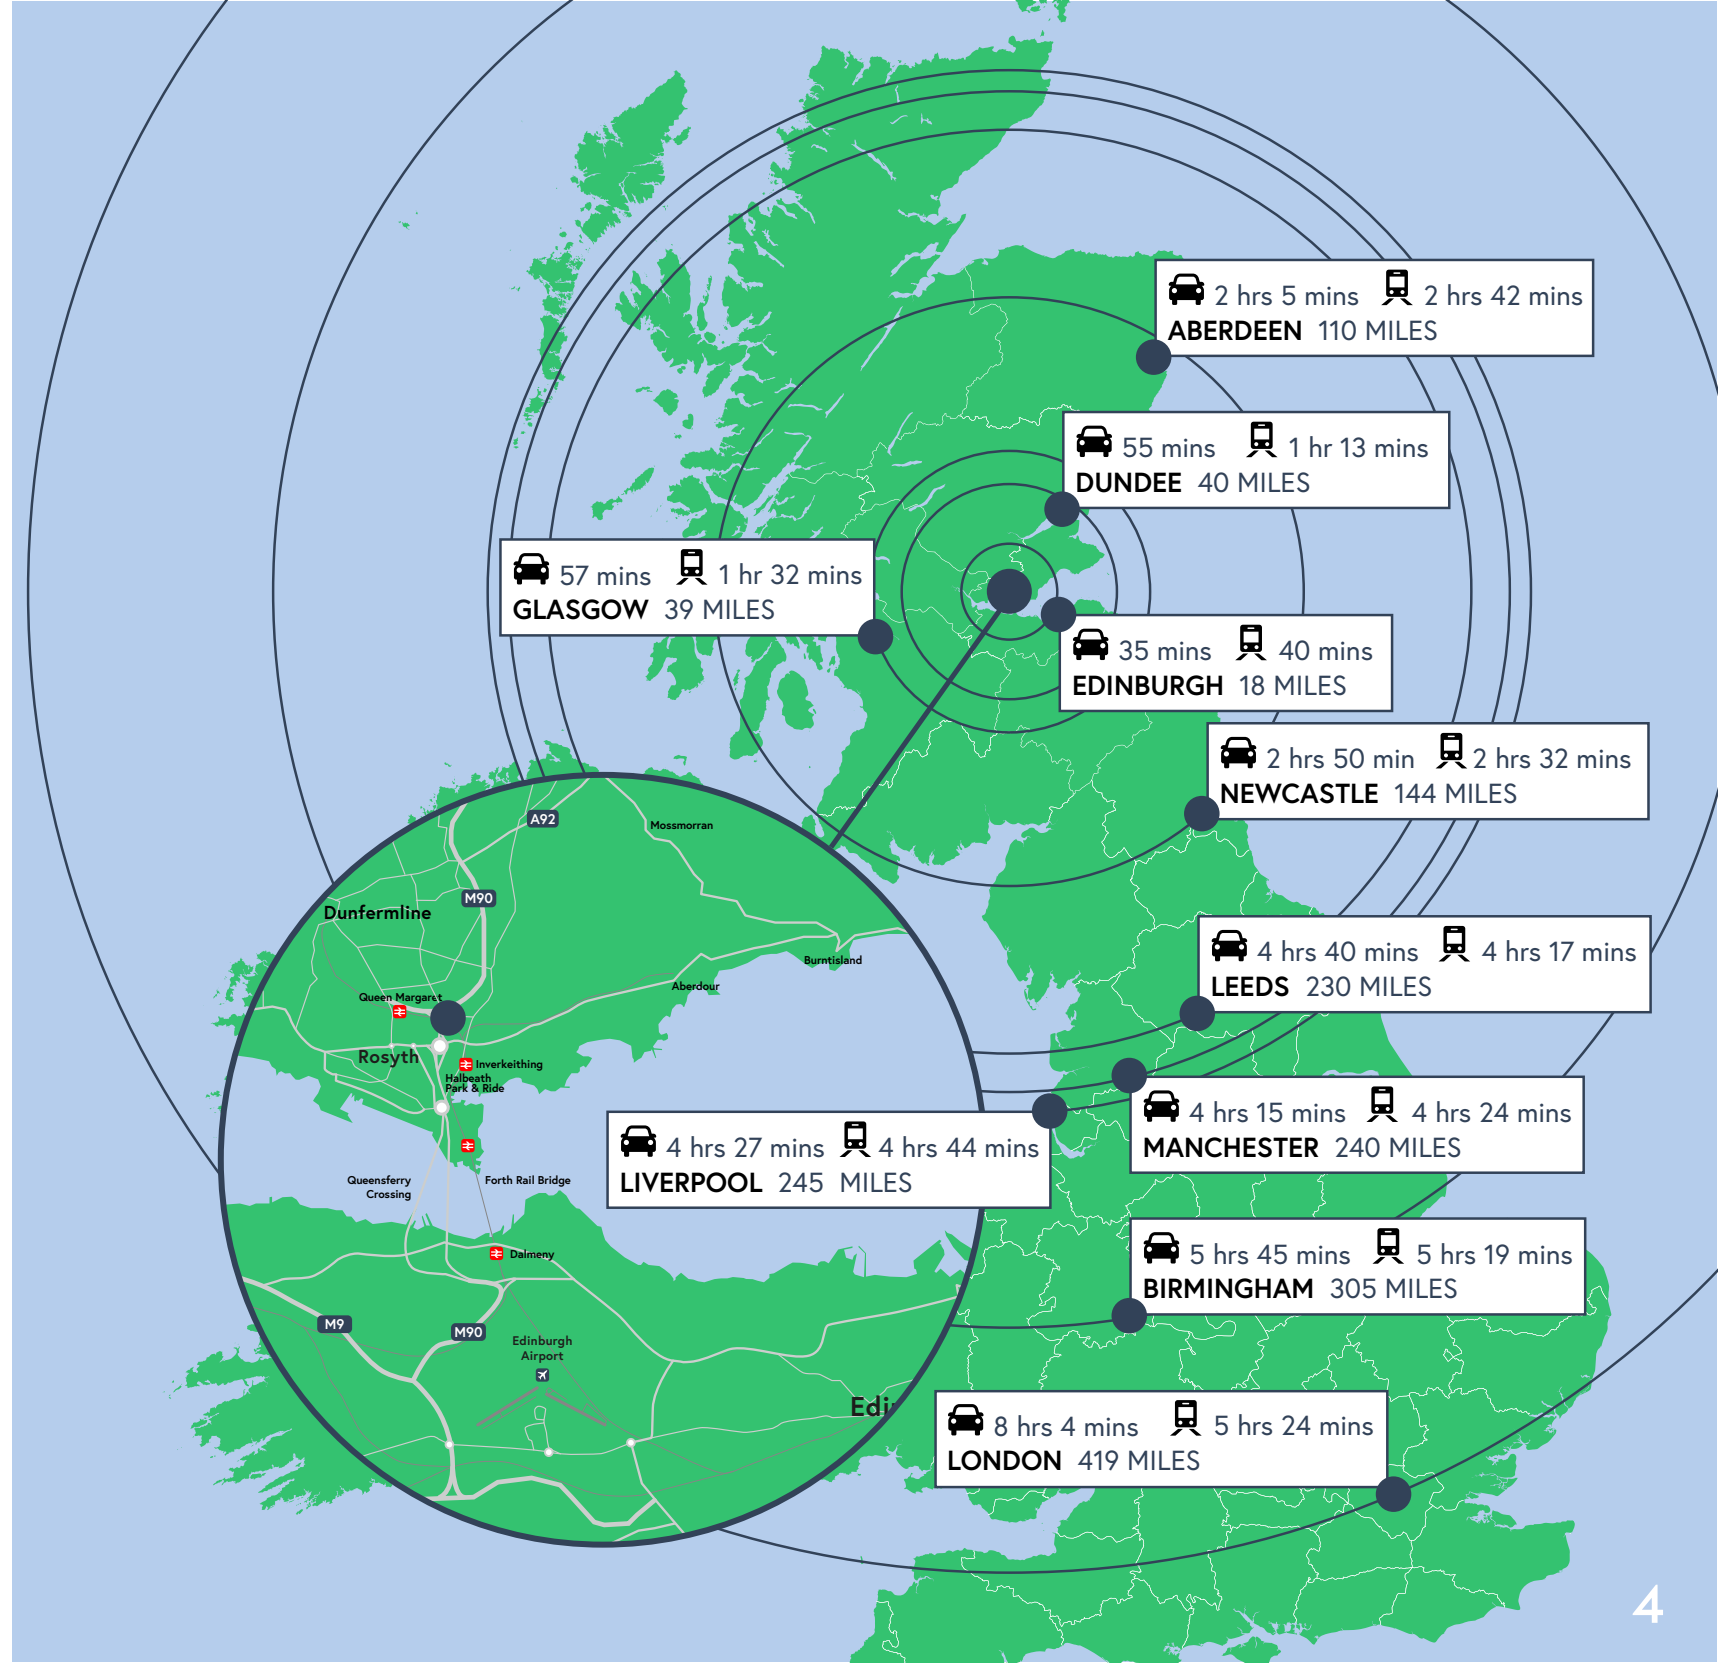 2 hrs 5 mins 2 hrs 42 mins
ABERDEEN 110 MILES
55 mins 1 hr 13 mins
DUNDEE 40 MILES
57 mins 1 hr 32 mins
GLASGOW 39 MILES
35 mins 40 mins
EDINBURGH 18 MILES
2 hrs 50 min 2 hrs 32 mins
NEWCASTLE 144 MILES
4 hrs 40 mins 4 hrs 17 mins
LEEDS 230 MILES
4 hrs 15 mins 4 hrs 24 mins
MANCHESTER 240 MILES
4 hrs 27 mins 4 hrs 44 mins
LIVERPOOL 245 MILES
5 hrs 45 mins 5 hrs 19 mins
BIRMINGHAM 305 MILES
8 hrs 4 mins 5 hrs 24 mins
LONDON 419 MILES
A92
Mossmorran
M90
Dunfermline
Burntisland
Aberdour
Queen Margaret
Rosyth
Inverkeithing
Halbeath
Park & Ride
Queensferry
Crossing
Forth Rail Bridge
Dalmeny
M9
M90
Edinburgh
Airport
Edi
4